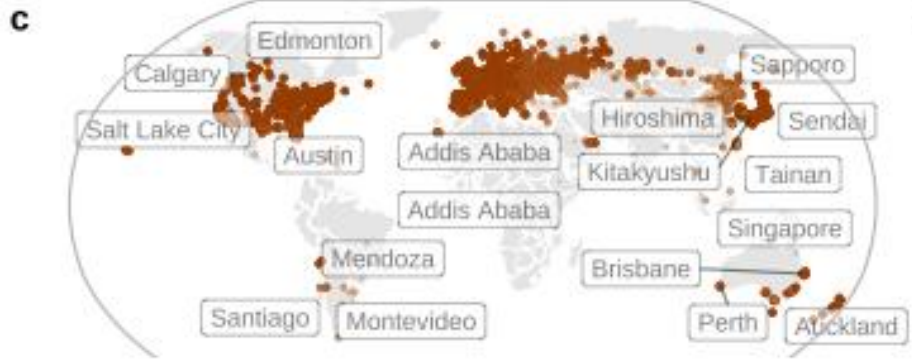 c
Edmonton
Calgary
Sapporo
Salt Lake City
Hiroshima
Sendai
Austin
Addis Ababa
Kitakyushu
Tainan
Addis Ababa
Singapore
Mendoza
Brisbane
Santiago
Montevideo
Perth
Auckland